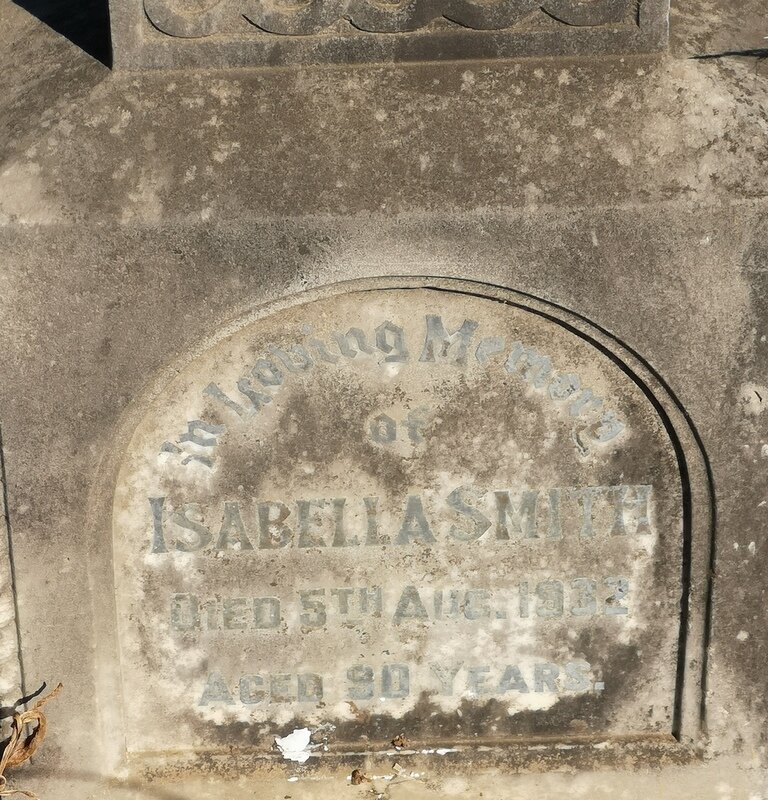 In Loving Memory
of
ISABELLA SMITH
DIED 5TH AUG. 1932
AGED 90 YEARS.